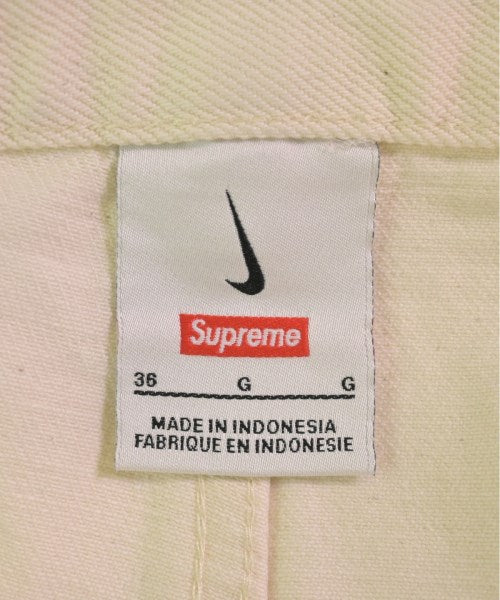 Supreme
36 G G
MADE IN INDONESIA
FABRIQUE EN INDONESIE